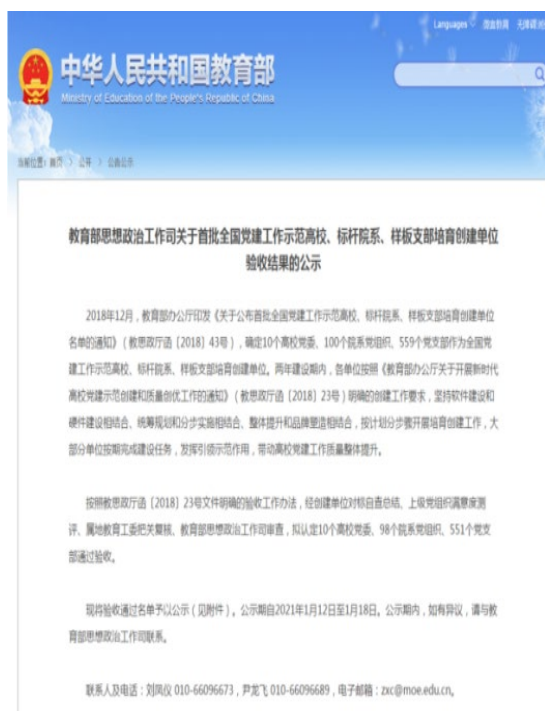 Languages
微言教育
无障碍
中华人民共和国教育部
Ministry of Education of the People's Republic of China
当前位置：首页 > 公开 > 公告公示
教育部思想政治工作司关于首批全国党建工作示范高校、标杆院系、样板支部培育创建单位
验收结果的公示
2018年12月，教育部办公厅印发《关于公布首批全国党建工作示范高校、标杆院系、样板支部培育创建单位
名单的通知》（教思政厅函〔2018〕43号），确定10个高校党委、100个院系党组织、559个党支部作为全国党
建工作示范高校、标杆院系、样板支部培育创建单位。两年建设期内，各单位按照《教育部办公厅关于开展新时代
高校党建示范创建和质量创优工作的通知》（教思政厅函〔2018〕23号）明确的创建工作要求，坚持软件建设和
硬件建设相结合、统筹规划和分步实施相结合、整体提升和品牌塑造相结合，按计划分步骤开展培育创建工作，大
部分单位按期完成建设任务，发挥引领示范作用，带动高校党建工作质量整体提升。
按照教思政厅函〔2018〕23号文件明确的验收工作办法，经创建单位对标自查总结、上级党组织满意度测
评、属地教育工委把关复核、教育部思想政治工作司审查，拟认定10个高校党委、98个院系党组织、551个党支
部通过验收。
现将验收通过名单予以公示（见附件）。公示期自2021年1月12日至1月18日。公示期内，如有异议，请与教
育部思想政治工作司联系。
联系人及电话：刘凤仪 010-66096673，尹龙飞 010-66096689，电子邮箱：zxc@moe.edu.cn。